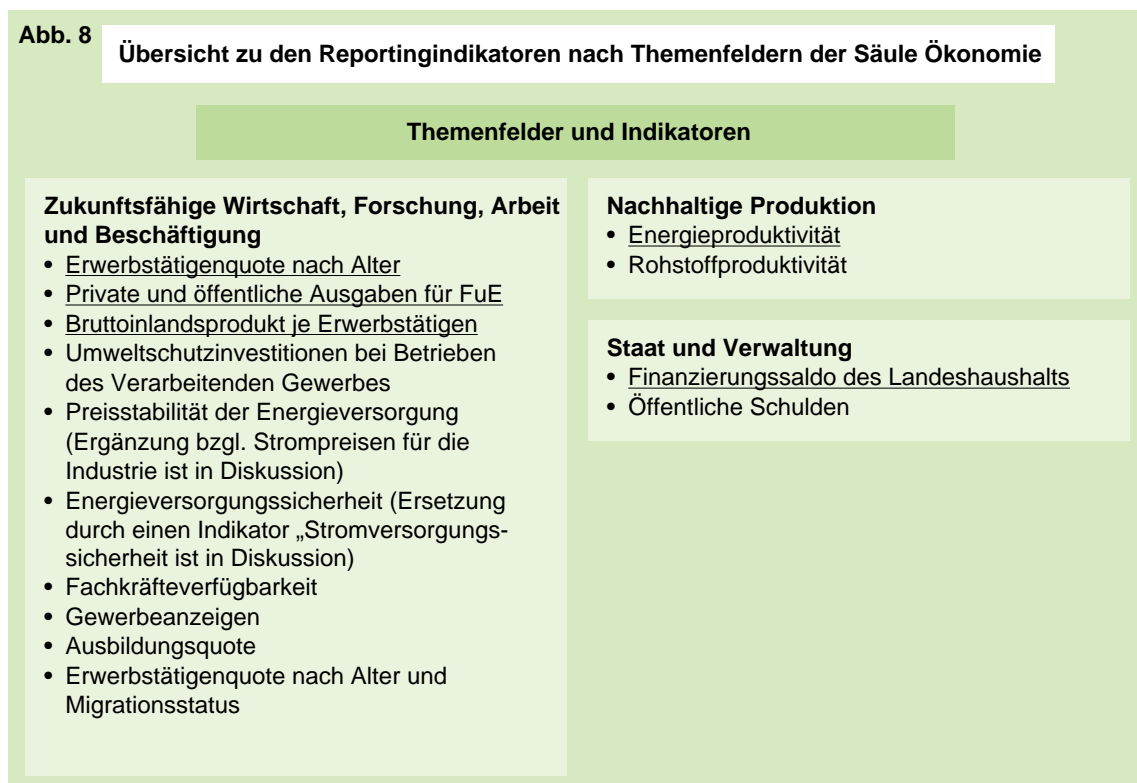 Abb. 8
Übersicht zu den Reportingindikatoren nach Themenfeldern der Säule Ökonomie
Themenfelder und Indikatoren
Zukunftsfähige Wirtschaft, Forschung, Arbeit
und Beschäftigung
• Erwerbstätigenquote nach Alter
• Private und öffentliche Ausgaben für FuE
• Bruttoinlandsprodukt je Erwerbstätigen
• Umweltschutzinvestitionen bei Betrieben
des Verarbeitenden Gewerbes
• Preisstabilität der Energieversorgung
(Ergänzung bzgl. Strompreisen für die
Industrie ist in Diskussion)
• Energieversorgungssicherheit (Ersetzung
durch einen Indikator „Stromversorgungs-
sicherheit ist in Diskussion)
• Fachkräfteverfügbarkeit
• Gewerbeanzeigen
• Ausbildungsquote
• Erwerbstätigenquote nach Alter und
Migrationsstatus
Nachhaltige Produktion
• Energieproduktivität
• Rohstoffproduktivität
Staat und Verwaltung
• Finanzierungssaldo des Landeshaushalts
• Öffentliche Schulden